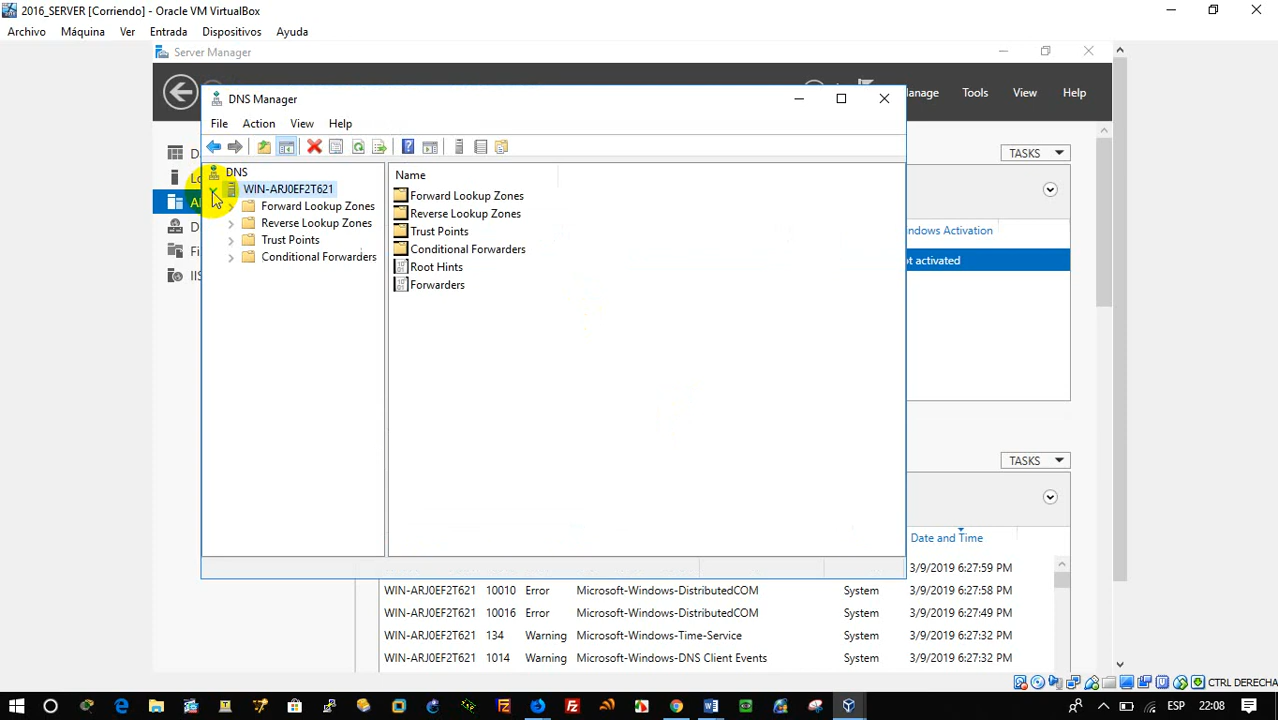 2016_SERVER [Corriendo] - Oracle VM VirtualBox
Archivo Máquina Ver Entrada Dispositivos Ayuda
Server Manager
Manage Tools View Help
DNS Manager
File Action View Help
TASKS
DNS
WIN-ARJ0EF2T621
Forward Lookup Zones
Reverse Lookup Zones
Trust Points
Conditional Forwarders
Name
Forward Lookup Zones
Reverse Lookup Zones
Trust Points
Conditional Forwarders
Root Hints
Forwarders
ndows Activation
ot activated
TASKS
Date and Time
3/9/2019 6:27:59 PM
WIN-ARJ0EF2T621 10010 Error Microsoft-Windows-DistributedCOM System 3/9/2019 6:27:58 PM
WIN-ARJ0EF2T621 10016 Error Microsoft-Windows-DistributedCOM System 3/9/2019 6:27:49 PM
WIN-ARJ0EF2T621 134 Warning Microsoft-Windows-Time-Service System 3/9/2019 6:27:32 PM
WIN-ARJ0EF2T621 1014 Warning Microsoft-Windows-DNS Client Events System 3/9/2019 6:27:32 PM
CTRL DERECHA
ESP 22:08